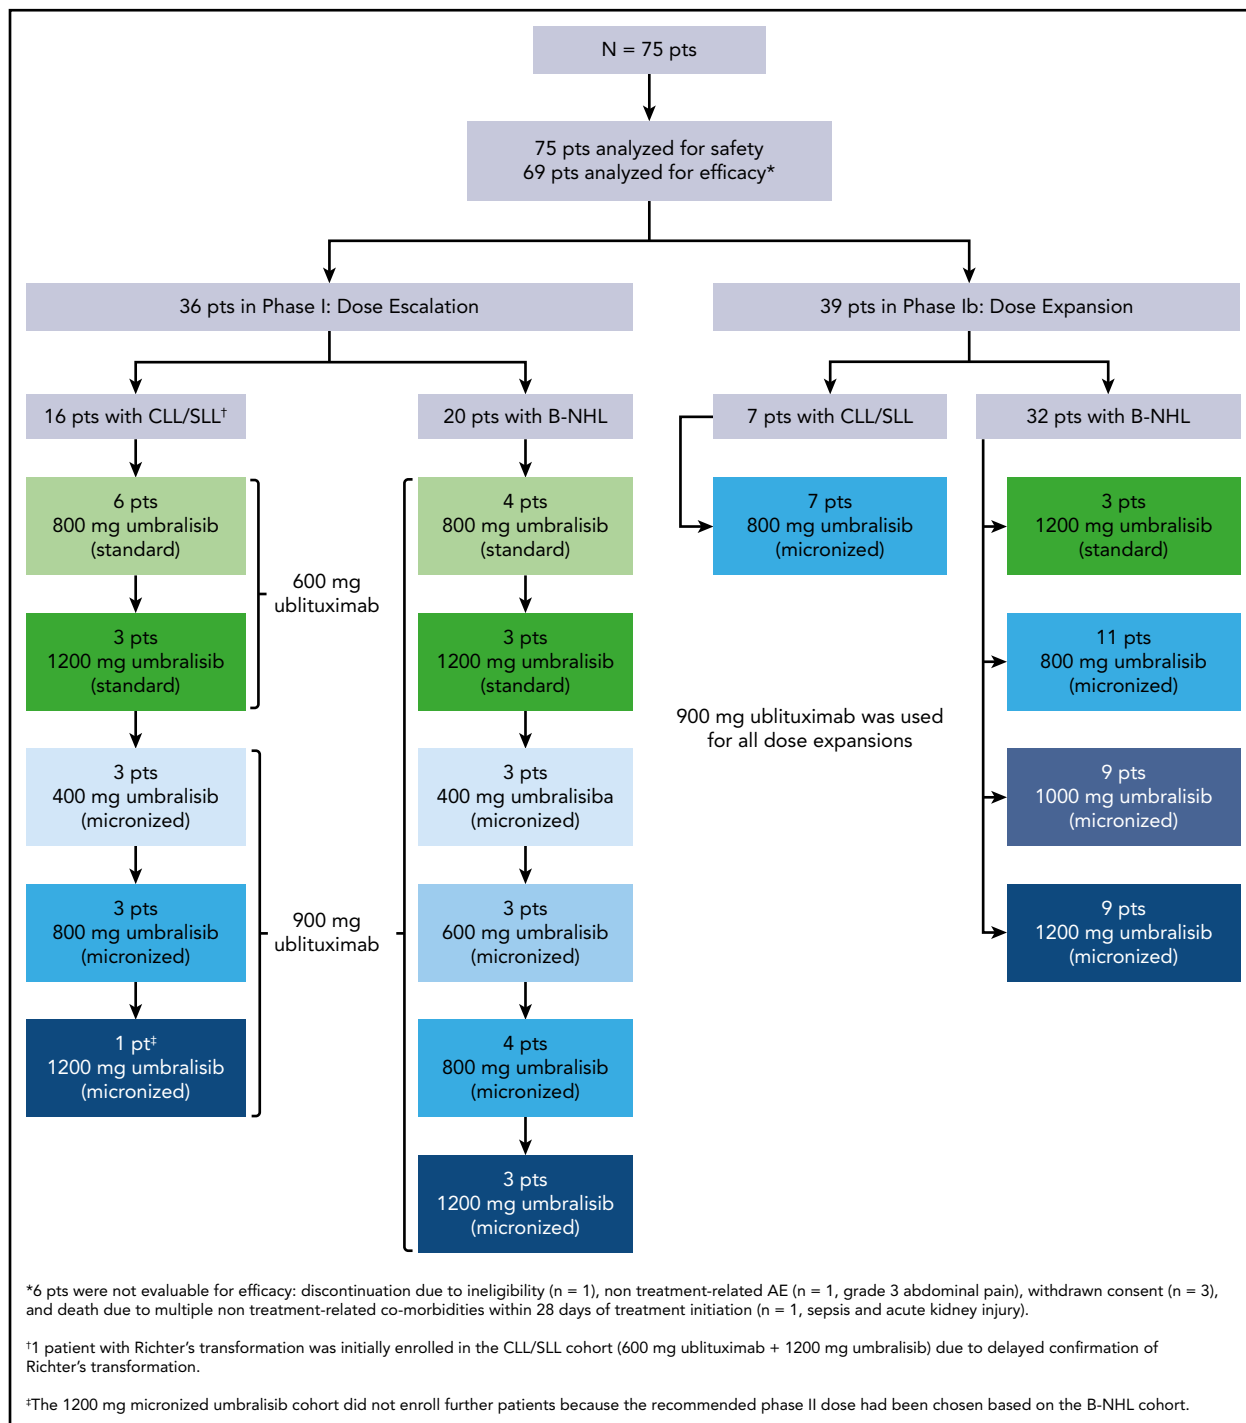 N = 75 pts
75 pts analyzed for safety
69 pts analyzed for efficacy*
36 pts in Phase I: Dose Escalation
39 pts in Phase Ib: Dose Expansion
16 pts with CLL/SLL†
20 pts with B-NHL
7 pts with CLL/SLL
32 pts with B-NHL
6 pts
800 mg umbralisib
(standard)
3 pts
1200 mg umbralisib
(standard)
600 mg
ublituximab
3 pts
400 mg umbralisib
(micronized)
3 pts
800 mg umbralisib
(micronized)
1 pt‡
1200 mg umbralisib
(micronized)
900 mg
ublituximab
4 pts
800 mg umbralisib
(standard)
3 pts
1200 mg umbralisib
(standard)
3 pts
400 mg umbralisiba
(micronized)
3 pts
600 mg umbralisib
(micronized)
4 pts
800 mg umbralisib
(micronized)
3 pts
1200 mg umbralisib
(micronized)
7 pts
800 mg umbralisib
(micronized)
900 mg ublituximab was used
for all dose expansions
3 pts
1200 mg umbralisib
(standard)
11 pts
800 mg umbralisib
(micronized)
9 pts
1000 mg umbralisib
(micronized)
9 pts
1200 mg umbralisib
(micronized)
*6 pts were not evaluable for efficacy: discontinuation due to ineligibility (n = 1), non treatment-related AE (n = 1, grade 3 abdominal pain), withdrawn consent (n = 3),
and death due to multiple non treatment-related co-morbidities within 28 days of treatment initiation (n = 1, sepsis and acute kidney injury).
†1 patient with Richter's transformation was initially enrolled in the CLL/SLL cohort (600 mg ublituximab + 1200 mg umbralisib) due to delayed confirmation of
Richter's transformation.
‡The 1200 mg micronized umbralisib cohort did not enroll further patients because the recommended phase II dose had been chosen based on the B-NHL cohort.